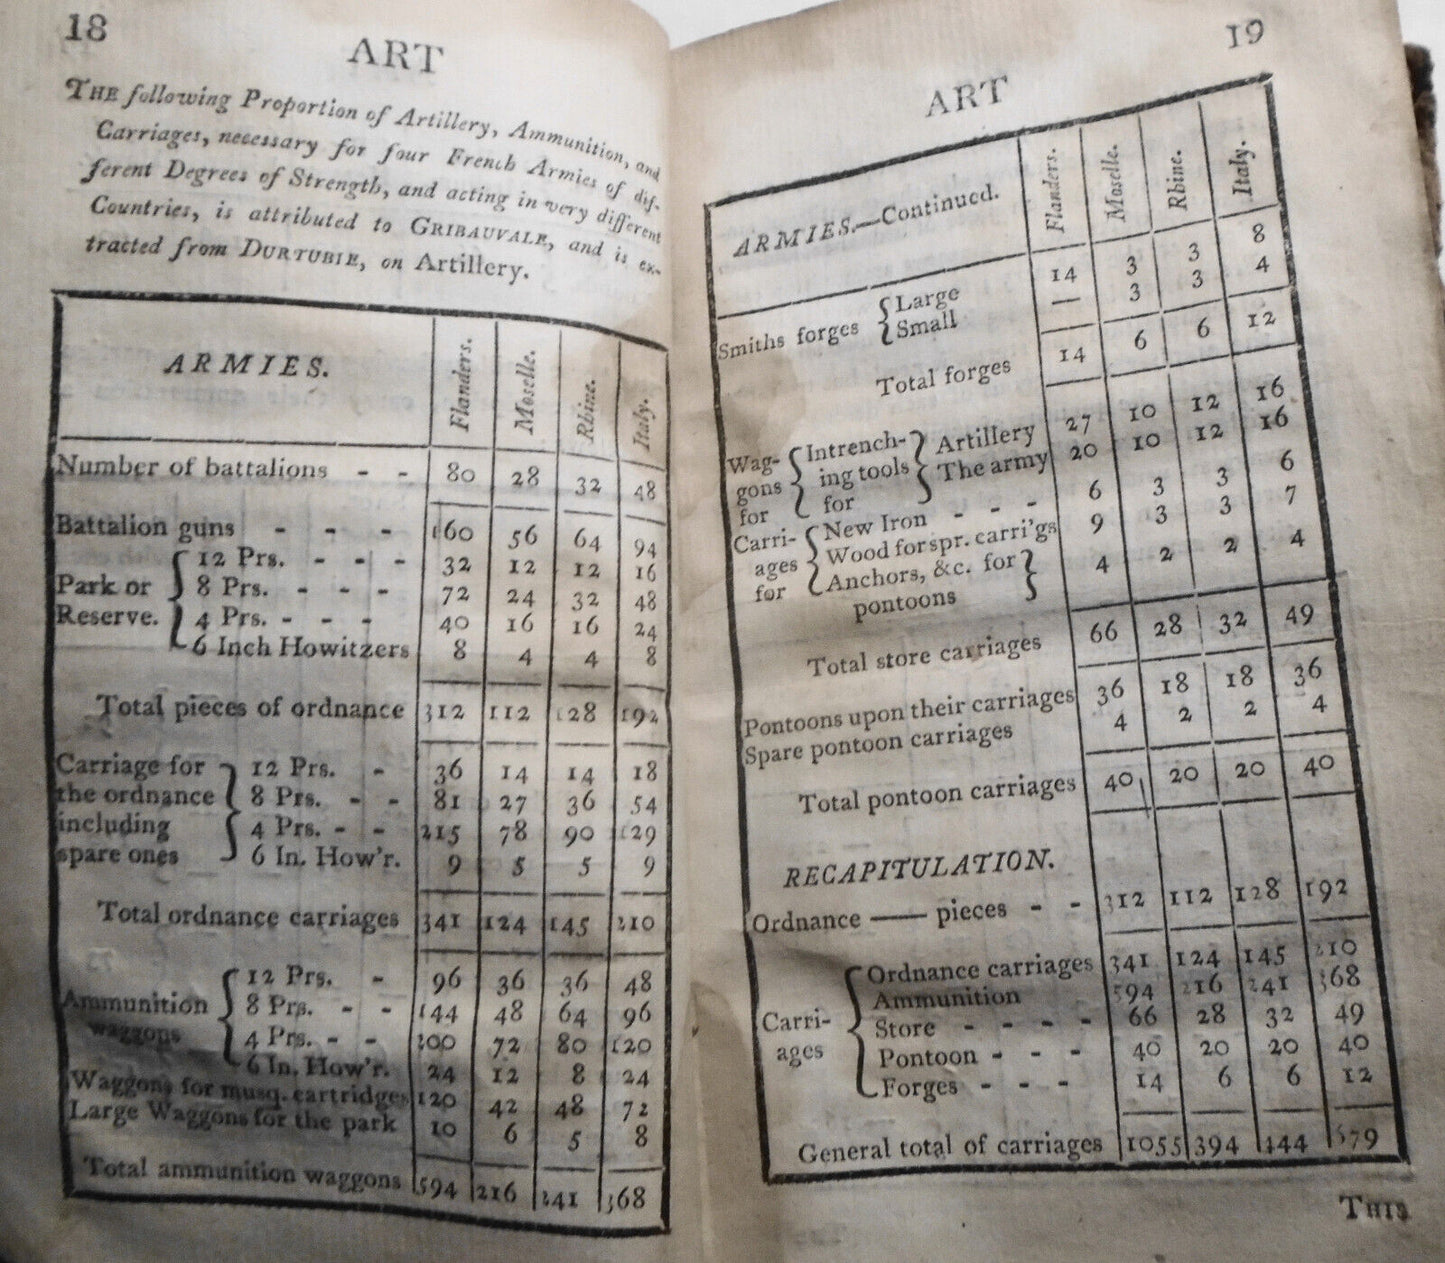 18
ART
THE following Proportion of Artillery, Ammunition, and
Carriages, necessary for four French Armies of dif-
ferent Degrees of Strength, and acting in very different
Countries, is attributed to GRIBAUVALE, and is ex-
tracted from DURTUBIE, on Artillery.
ARMIES. Flanders. Moselle. Rhine. Italy.
Number of battalions - - 80 28 32 48
Battalion guns - - - 160 56 64 94
12 Prs. - - - 32 12 12 16
Park or 8 Prs. - - - 72 24 32 48
Reserve. 4 Prs. - - - 40 16 16 24
6 Inch Howitzers 8 4 4 8
Total pieces of ordnance 312 112 128 192
Carriage for 12 Prs. - 36 14 14 18
the ordnance 8 Prs. - - 81 27 36 54
including 4 Prs. - - 215 78 90 129
spare ones 6 In. How'r. 9 5 5 9
Total ordnance carriages 341 124 145 210
12 Prs. - 96 36 36 48
Ammunition 8 Prs. - - 144 48 64 96
waggons 4 Prs. - - 200 72 80 120
6 In. How'r. 24 12 8 24
Waggons for musq. cartridges 120 42 48 72
Large Waggons for the park 10 6 5 8
Total ammunition waggons 594 216 241 368
19
ART
ARMIES.—Continued. Flanders. Moselle. Rhine. Italy.
Smiths forges { Large 14 3 3 8
Small — 3 3 4
Total forges 14 6 6 12
Wag- { Intrench- } Artillery 27 10 12 16
gons ing tools The army 20 10 12 16
for for
Carri- { New Iron - - - 6 3 3 6
ages Wood for spr. carri'gs 9 3 3 7
for Anchors, &c. for } 4 2 2 4
pontoons
Total store carriages 66 28 32 49
Pontoons upon their carriages 36 18 18 36
Spare pontoon carriages 4 2 2 4
Total pontoon carriages 40 20 20 40
RECAPITULATION.
Ordnance —— pieces - - 312 112 128 192
Ordnance carriages 341 124 145 210
Ammunition 594 216 241 368
Carri- Store - - - - 66 28 32 49
ages Pontoon - - - 40 20 20 40
Forges - - - 14 6 6 12
General total of carriages 1055 394 444 679
THIS